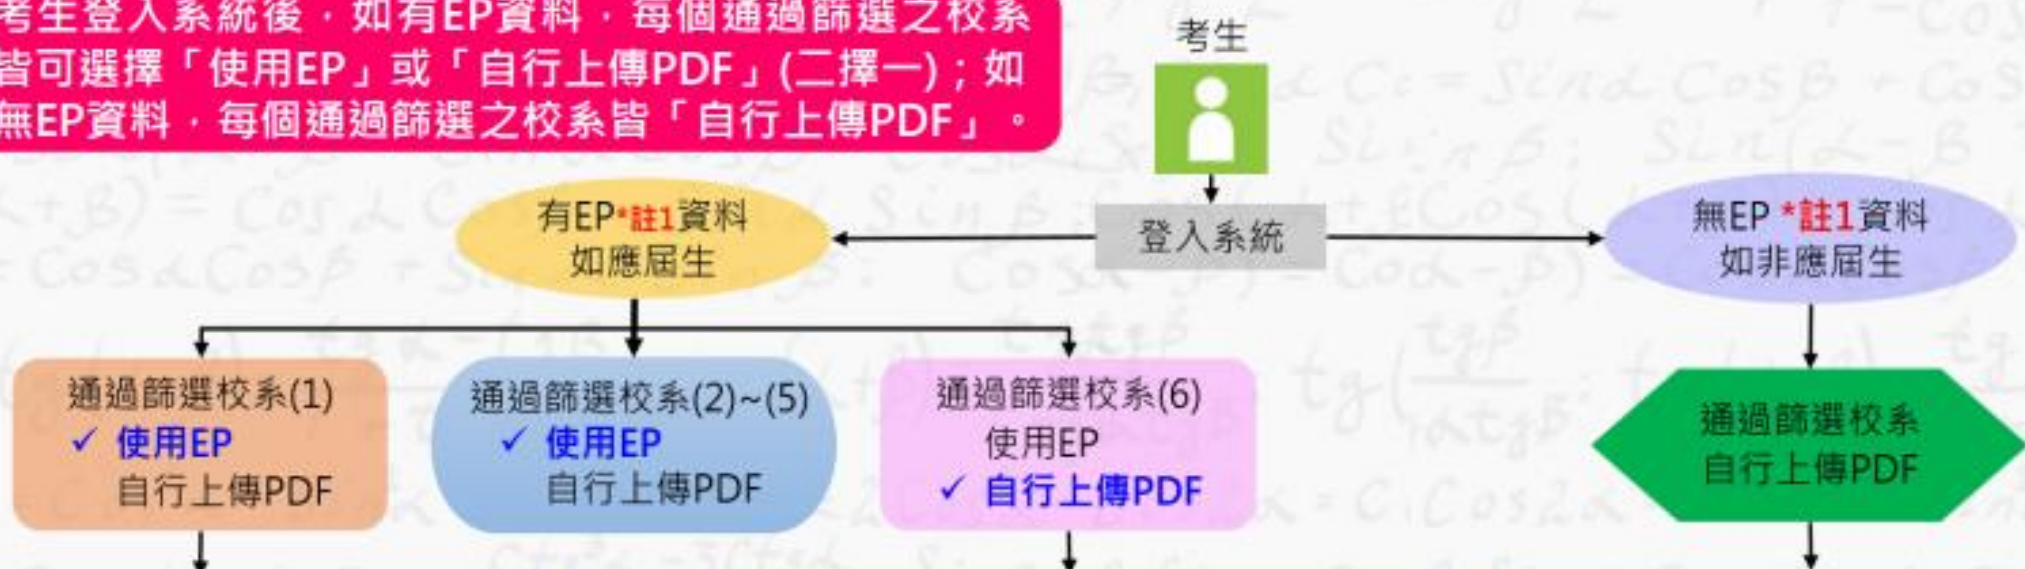 考生登入系統後，如有EP資料，每個通過篩選之校系
皆可選擇「使用EP」或「自行上傳PDF」(二擇一)；如
無EP資料，每個通過篩選之校系皆「自行上傳PDF」。
考生
登入系統
有EP*註1資料
如應屆生
無EP *註1資料
如非應屆生
通過篩選校系(1)
✓ 使用EP
自行上傳PDF
通過篩選校系(2)~(5)
✓ 使用EP
自行上傳PDF
通過篩選校系(6)
使用EP
✓ 自行上傳PDF
通過篩選校系
自行上傳PDF